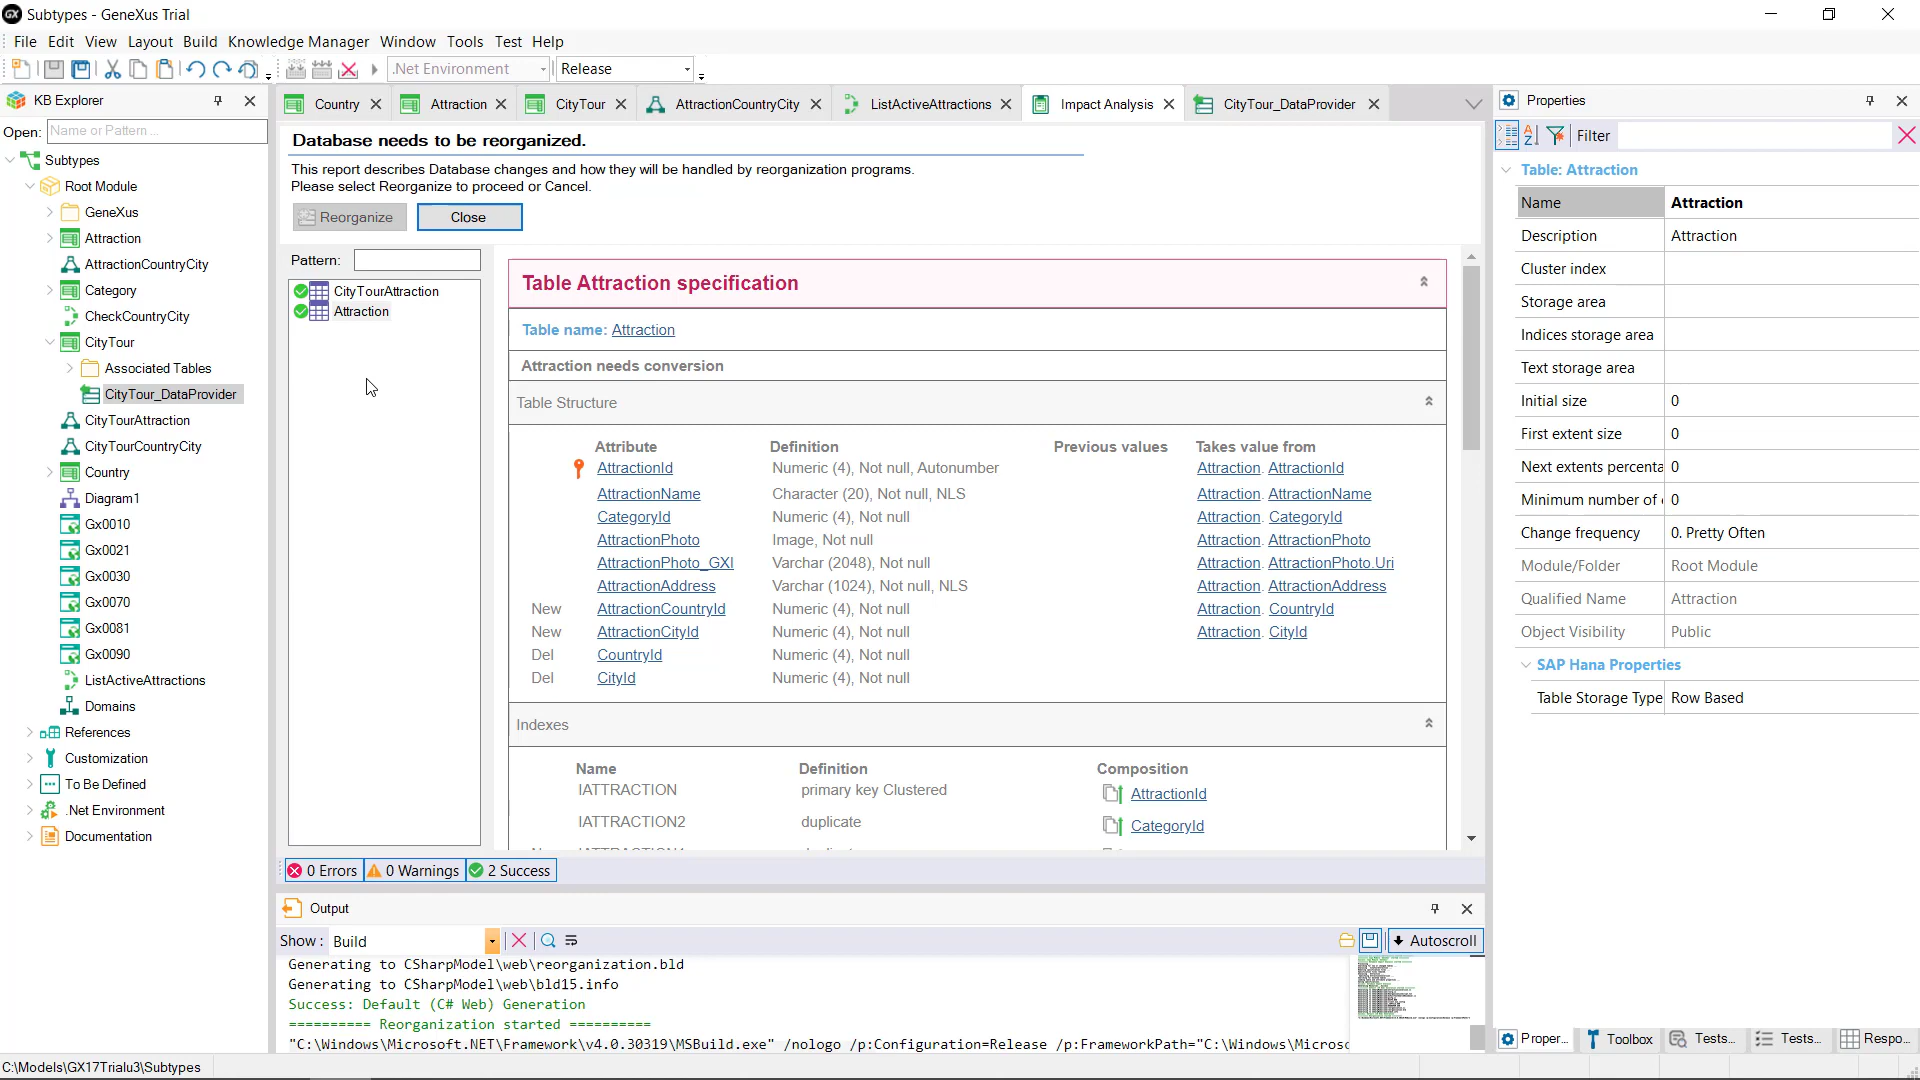 Subtypes - GeneXus Trial
File Edit View Layout Build Knowledge Manager Window Tools Test Help
.Net Environment Release
KB Explorer
Open: Name or Pattern ...
Subtypes
Root Module
GeneXus
Attraction
AttractionCountryCity
Category
CheckCountryCity
CityTour
Associated Tables
CityTour_DataProvider
CityTourAttraction
CityTourCountryCity
Country
Diagram1
Gx0010
Gx0021
Gx0030
Gx0070
Gx0081
Gx0090
ListActiveAttractions
Domains
References
Customization
To Be Defined
.Net Environment
Documentation
Country Attraction CityTour AttractionCountryCity ListActiveAttractions Impact Analysis CityTour_DataProvider
Database needs to be reorganized.
This report describes Database changes and how they will be handled by reorganization programs.
Please select Reorganize to proceed or Cancel.
Reorganize Close
Pattern:
CityTourAttraction
Attraction
Table Attraction specification
Table name: Attraction
Attraction needs conversion
Table Structure
Attribute Definition Previous values Takes value from
AttractionId Numeric (4), Not null, Autonumber Attraction. AttractionId
AttractionName Character (20), Not null, NLS Attraction. AttractionName
CategoryId Numeric (4), Not null Attraction. CategoryId
AttractionPhoto Image, Not null Attraction. AttractionPhoto
AttractionPhoto_GXI Varchar (2048), Not null Attraction. AttractionPhoto.Uri
AttractionAddress Varchar (1024), Not null, NLS Attraction. AttractionAddress
New AttractionCountryId Numeric (4), Not null Attraction. CountryId
New AttractionCityId Numeric (4), Not null Attraction. CityId
Del CountryId Numeric (4), Not null
Del CityId Numeric (4), Not null
Indexes
Name Definition Composition
IATTRACTION primary key Clustered AttractionId
IATTRACTION2 duplicate CategoryId
0 Errors 0 Warnings 2 Success
Output
Show: Build Autoscroll
Generating to CSharpModel\web\reorganization.bld
Generating to CSharpModel\web\bld15.info
Success: Default (C# Web) Generation
========== Reorganization started ==========
"C:\Windows\Microsoft.NET\Framework\v4.0.30319\MSBuild.exe" /nologo /p:Configuration=Release /p:FrameworkPath="C:\Windows\Microsc
Properties
Filter
Table: Attraction
Name Attraction
Description Attraction
Cluster index
Storage area
Indices storage area
Text storage area
Initial size 0
First extent size 0
Next extents percenta 0
Minimum number of 0
Change frequency 0. Pretty Often
Module/Folder Root Module
Qualified Name Attraction
Object Visibility Public
SAP Hana Properties
Table Storage Type Row Based
Proper... Toolbox Tests... Tests... Respo...
C:\Models\GX17Trialu3\Subtypes